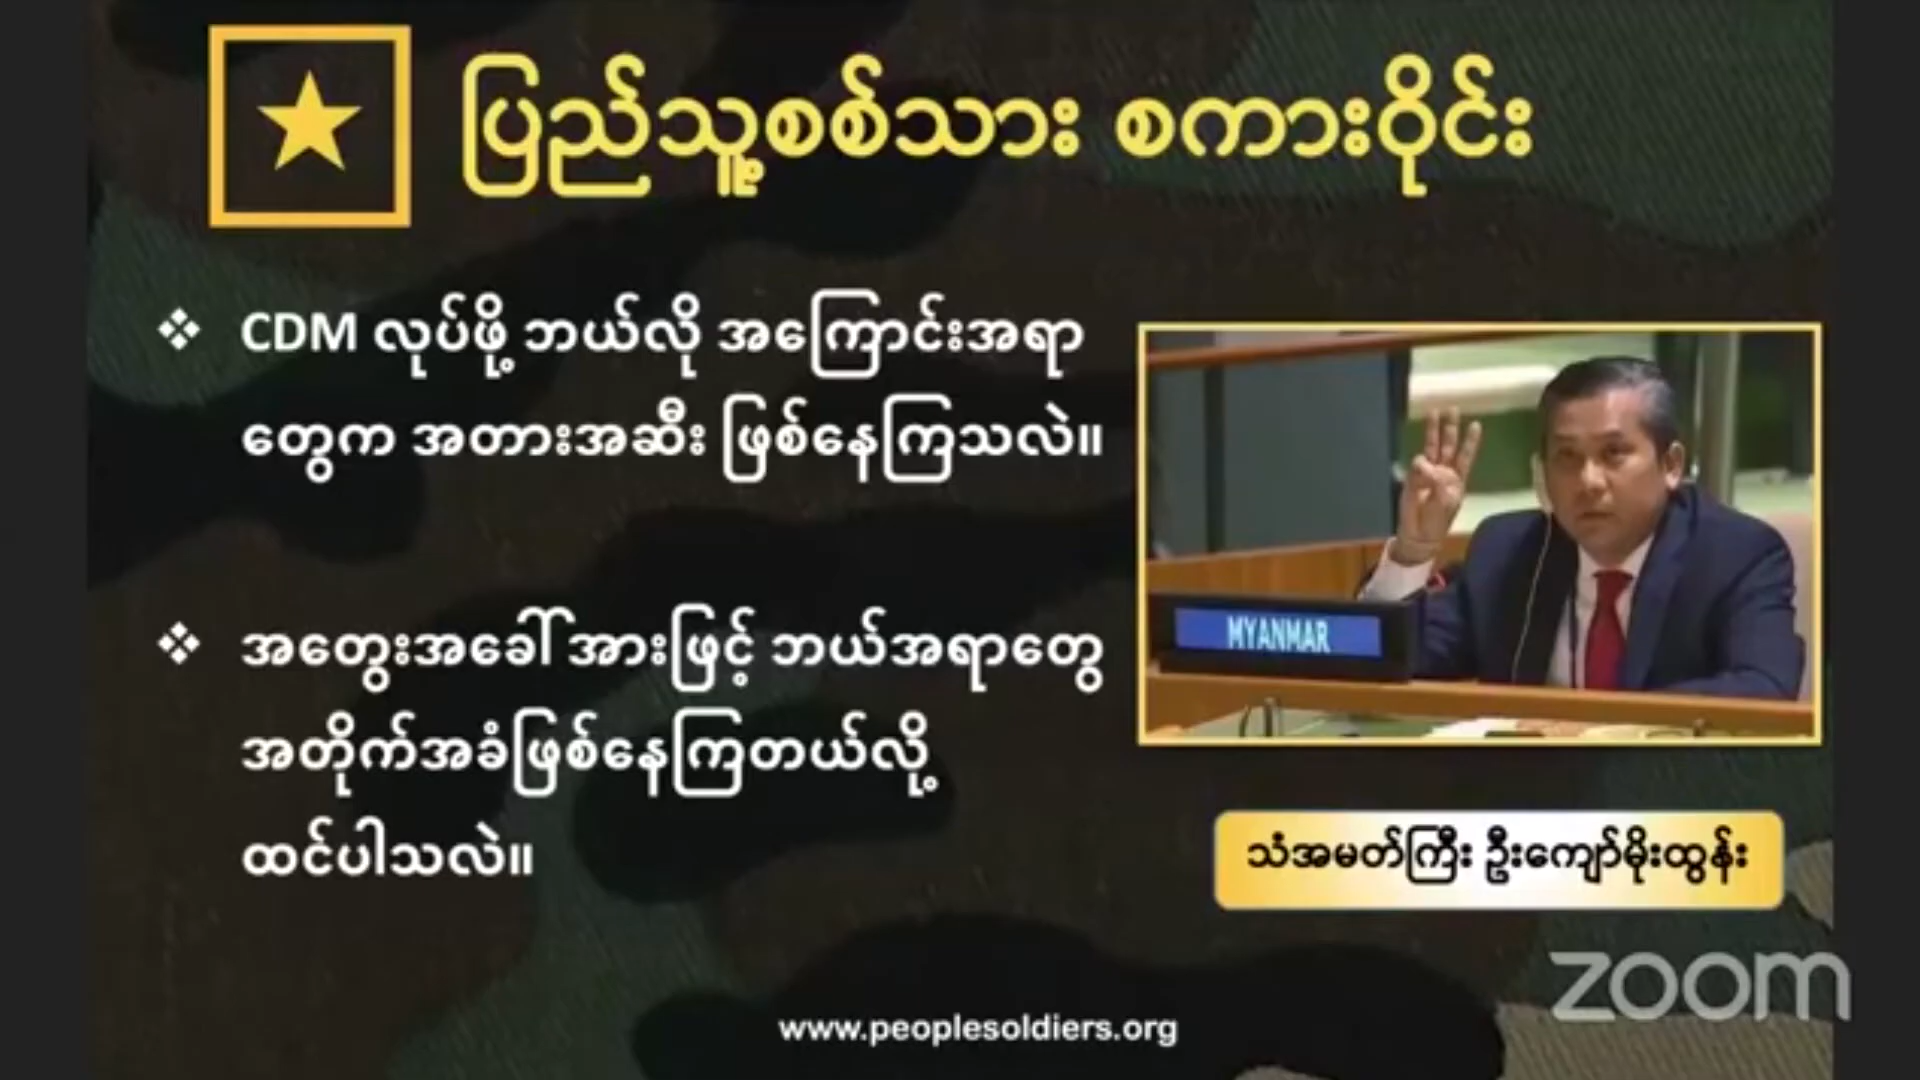 ပြည်သူ့စစ်သား စကားဝိုင်း
CDM လုပ်ဖို့ ဘယ်လို အကြောင်းအရာ
တွေက အတားအဆီး ဖြစ်နေကြသလဲ။
အတွေးအခေါ် အားဖြင့် ဘယ်အရာတွေ
အတိုက်အခံဖြစ်နေကြတယ်လို့
ထင်ပါသလဲ။
MYANMAR
သံအမတ်ကြီး ဦးကျော်မိုးထွန်း
zoom
www.peoplesoldiers.org